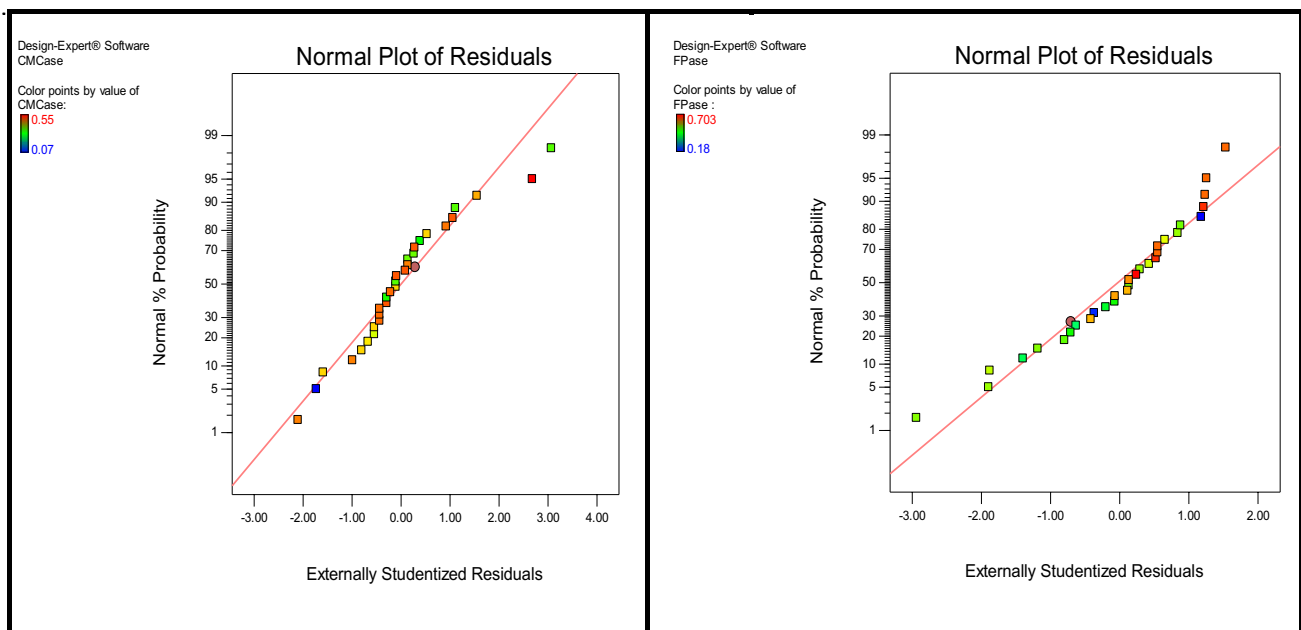 Design-Expert® Software
CMCase
Color points by value of
CMCase:
0.55
0.07
Normal Plot of Residuals
Normal % Probability
99
95
90
80
70
50
30
20
10
5
1
-3.00 -2.00 -1.00 0.00 1.00 2.00 3.00 4.00
Externally Studentized Residuals
Design-Expert® Software
FPase
Color points by value of
FPase :
0.703
0.18
Normal Plot of Residuals
Normal % Probability
99
95
90
80
70
50
30
20
10
5
1
-3.00 -2.00 -1.00 0.00 1.00 2.00
Externally Studentized Residuals